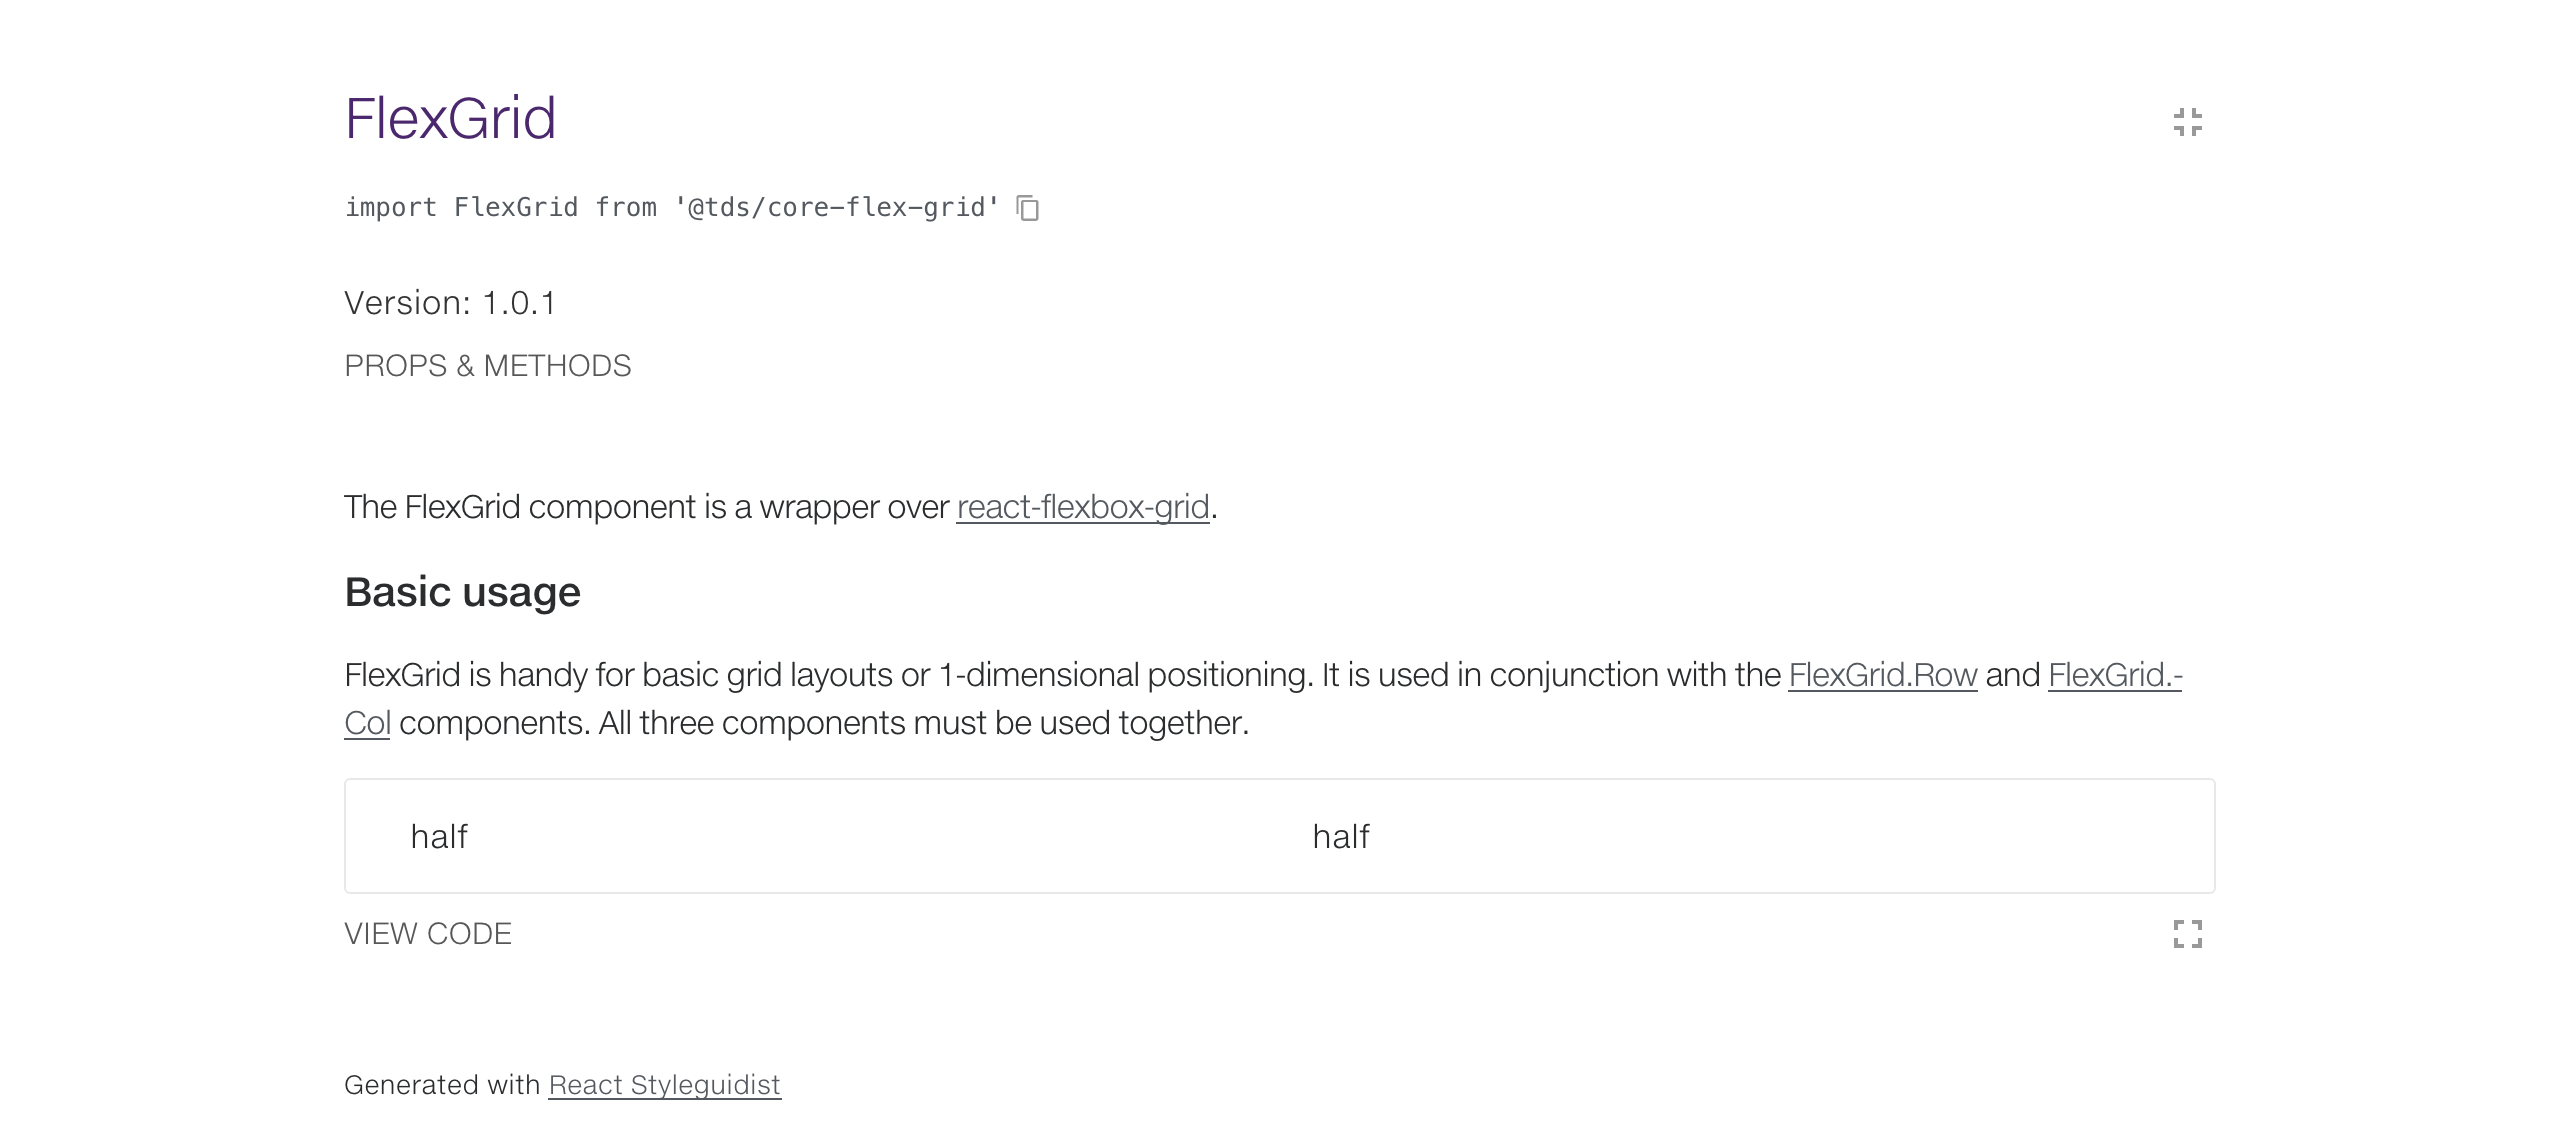 FlexGrid
import FlexGrid from '@tds/core-flex-grid'
Version: 1.0.1
PROPS & METHODS
The FlexGrid component is a wrapper over react-flexbox-grid.
Basic usage
FlexGrid is handy for basic grid layouts or 1-dimensional positioning. It is used in conjunction with the FlexGrid.Row and FlexGrid.-
Col components. All three components must be used together.
half half
VIEW CODE
Generated with React Styleguidist